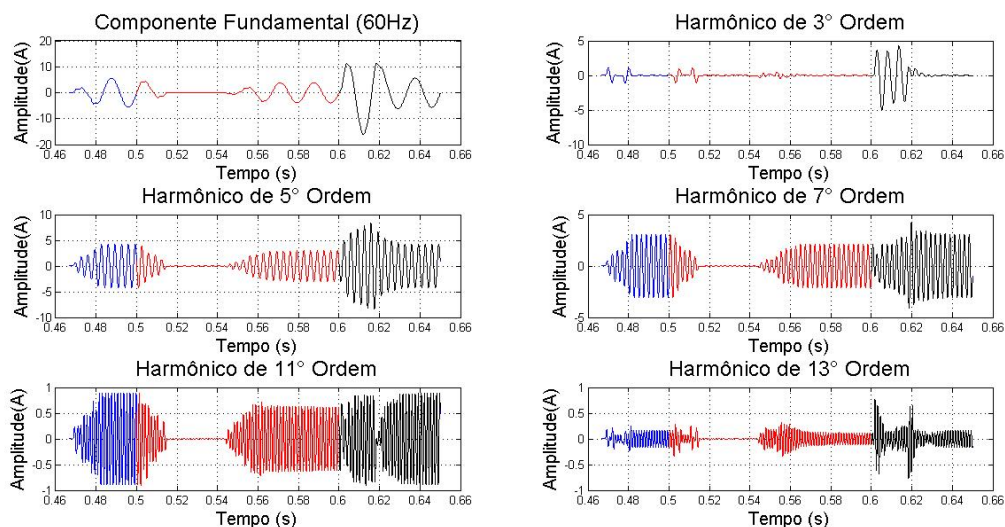 Componente Fundamental (60Hz)
Amplitude(A)
20
10
0
-10
-20
0.46 0.48 0.5 0.52 0.54 0.56 0.58 0.6 0.62 0.64 0.66
Tempo (s)
Harmônico de 3° Ordem
Amplitude(A)
5
0
-5
-10
0.46 0.48 0.5 0.52 0.54 0.56 0.58 0.6 0.62 0.64 0.66
Tempo (s)
Harmônico de 5° Ordem
Amplitude(A)
10
5
0
-5
-10
0.46 0.48 0.5 0.52 0.54 0.56 0.58 0.6 0.62 0.64 0.66
Tempo (s)
Harmônico de 7° Ordem
Amplitude(A)
5
0
-5
0.46 0.48 0.5 0.52 0.54 0.56 0.58 0.6 0.62 0.64 0.66
Tempo (s)
Harmônico de 11° Ordem
Amplitude(A)
1
0.5
0
-0.5
-1
0.46 0.48 0.5 0.52 0.54 0.56 0.58 0.6 0.62 0.64 0.66
Tempo (s)
Harmônico de 13° Ordem
Amplitude(A)
1
0.5
0
-0.5
-1
0.46 0.48 0.5 0.52 0.54 0.56 0.58 0.6 0.62 0.64 0.66
Tempo (s)